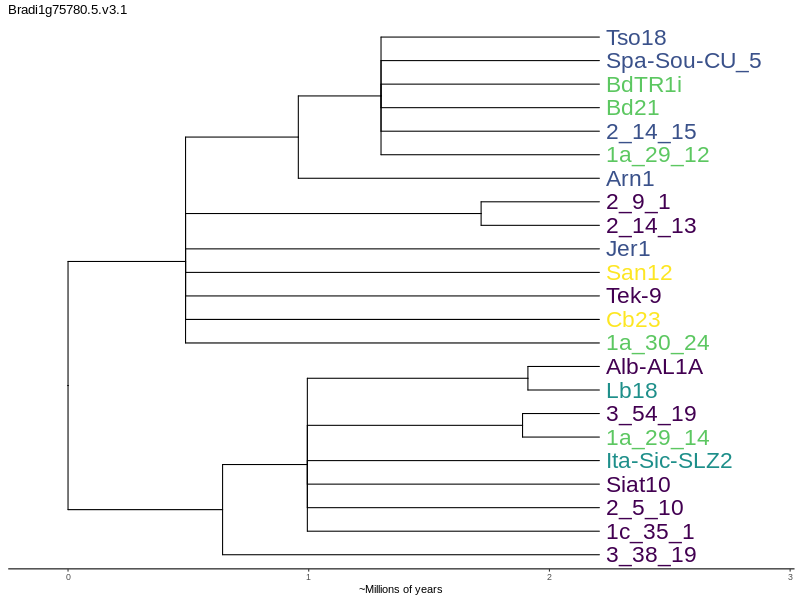 Bradi1g75780.5.v3.1
Tso18
Spa-Sou-CU_5
BdTR1i
Bd21
2_14_15
1a_29_12
Arn1
2_9_1
2_14_13
Jer1
San12
Tek-9
Cb23
1a_30_24
Alb-AL1A
Lb18
3_54_19
1a_29_14
Ita-Sic-SLZ2
Siat10
2_5_10
1c_35_1
3_38_19
0 1 2 3
~Millions of years